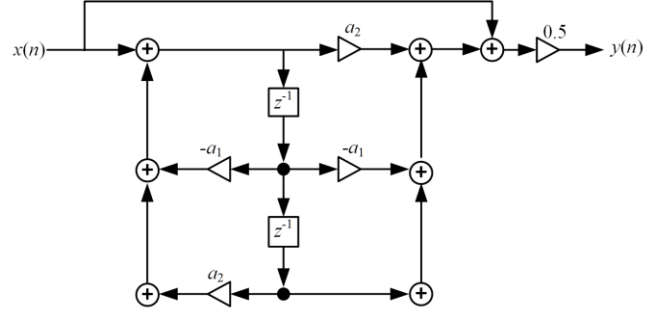 x(n) + a₂ + + 0.5 y(n)
z⁻¹
+ -a₁ -a₁ +
z⁻¹
+ a₂ +